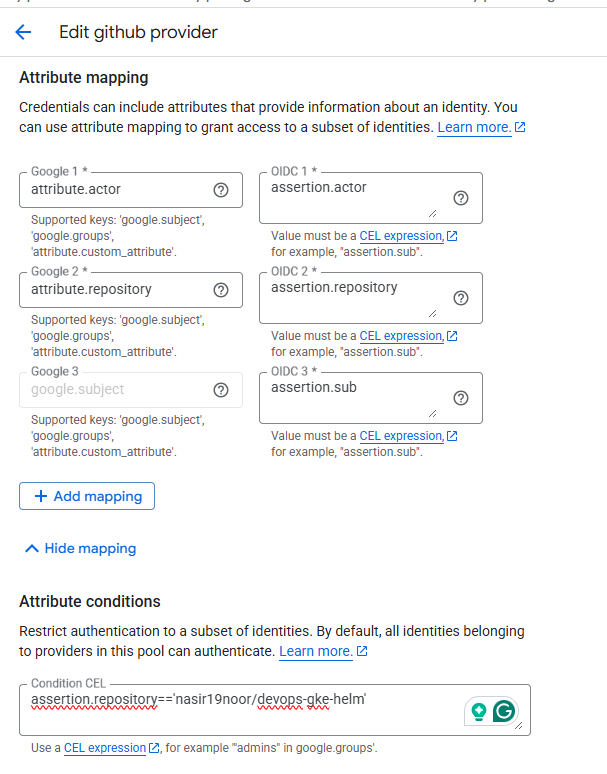 Edit github provider
Attribute mapping
Credentials can include attributes that provide information about an identity. You
can use attribute mapping to grant access to a subset of identities. Learn more.
Google 1 *
attribute.actor
Supported keys: 'google.subject',
'google.groups',
'attribute.custom_attribute'.
OIDC 1 *
assertion.actor
Value must be a CEL expression,
for example, "assertion.sub".
Google 2 *
attribute.repository
Supported keys: 'google.subject',
'google.groups',
'attribute.custom_attribute'.
OIDC 2 *
assertion.repository
Value must be a CEL expression,
for example, "assertion.sub".
Google 3
google.subject
Supported keys: 'google.subject',
'google.groups',
'attribute.custom_attribute'.
OIDC 3 *
assertion.sub
Value must be a CEL expression,
for example, "assertion.sub".
+ Add mapping
Hide mapping
Attribute conditions
Restrict authentication to a subset of identities. By default, all identities belonging
to providers in this pool can authenticate. Learn more.
Condition CEL
assertion.repository=='nasir19noor/devops-gke-helm'
Use a CEL expression, for example '"admins" in google.groups'.